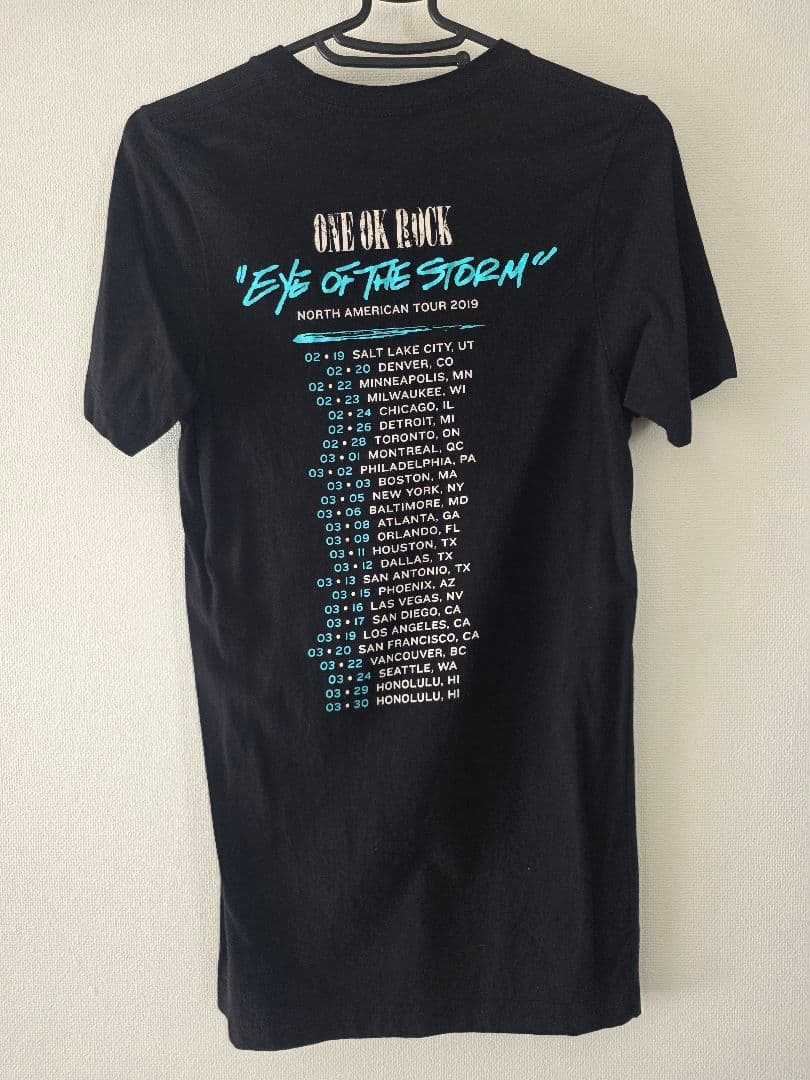 ONE OK ROCK
"EYE OF THE STORM"
NORTH AMERICAN TOUR 2019
02 • 19 SALT LAKE CITY, UT
02 • 20 DENVER, CO
02 • 22 MINNEAPOLIS, MN
02 • 23 MILWAUKEE, WI
02 • 24 CHICAGO, IL
02 • 26 DETROIT, MI
02 • 28 TORONTO, ON
03 • 01 MONTREAL, QC
03 • 02 PHILADELPHIA, PA
03 • 03 BOSTON, MA
03 • 05 NEW YORK, NY
03 • 06 BALTIMORE, MD
03 • 08 ATLANTA, GA
03 • 09 ORLANDO, FL
03 • 11 HOUSTON, TX
03 • 12 DALLAS, TX
03 • 13 SAN ANTONIO, TX
03 • 15 PHOENIX, AZ
03 • 16 LAS VEGAS, NV
03 • 17 SAN DIEGO, CA
03 • 19 LOS ANGELES, CA
03 • 20 SAN FRANCISCO, CA
03 • 22 VANCOUVER, BC
03 • 24 SEATTLE, WA
03 • 29 HONOLULU, HI
03 • 30 HONOLULU, HI